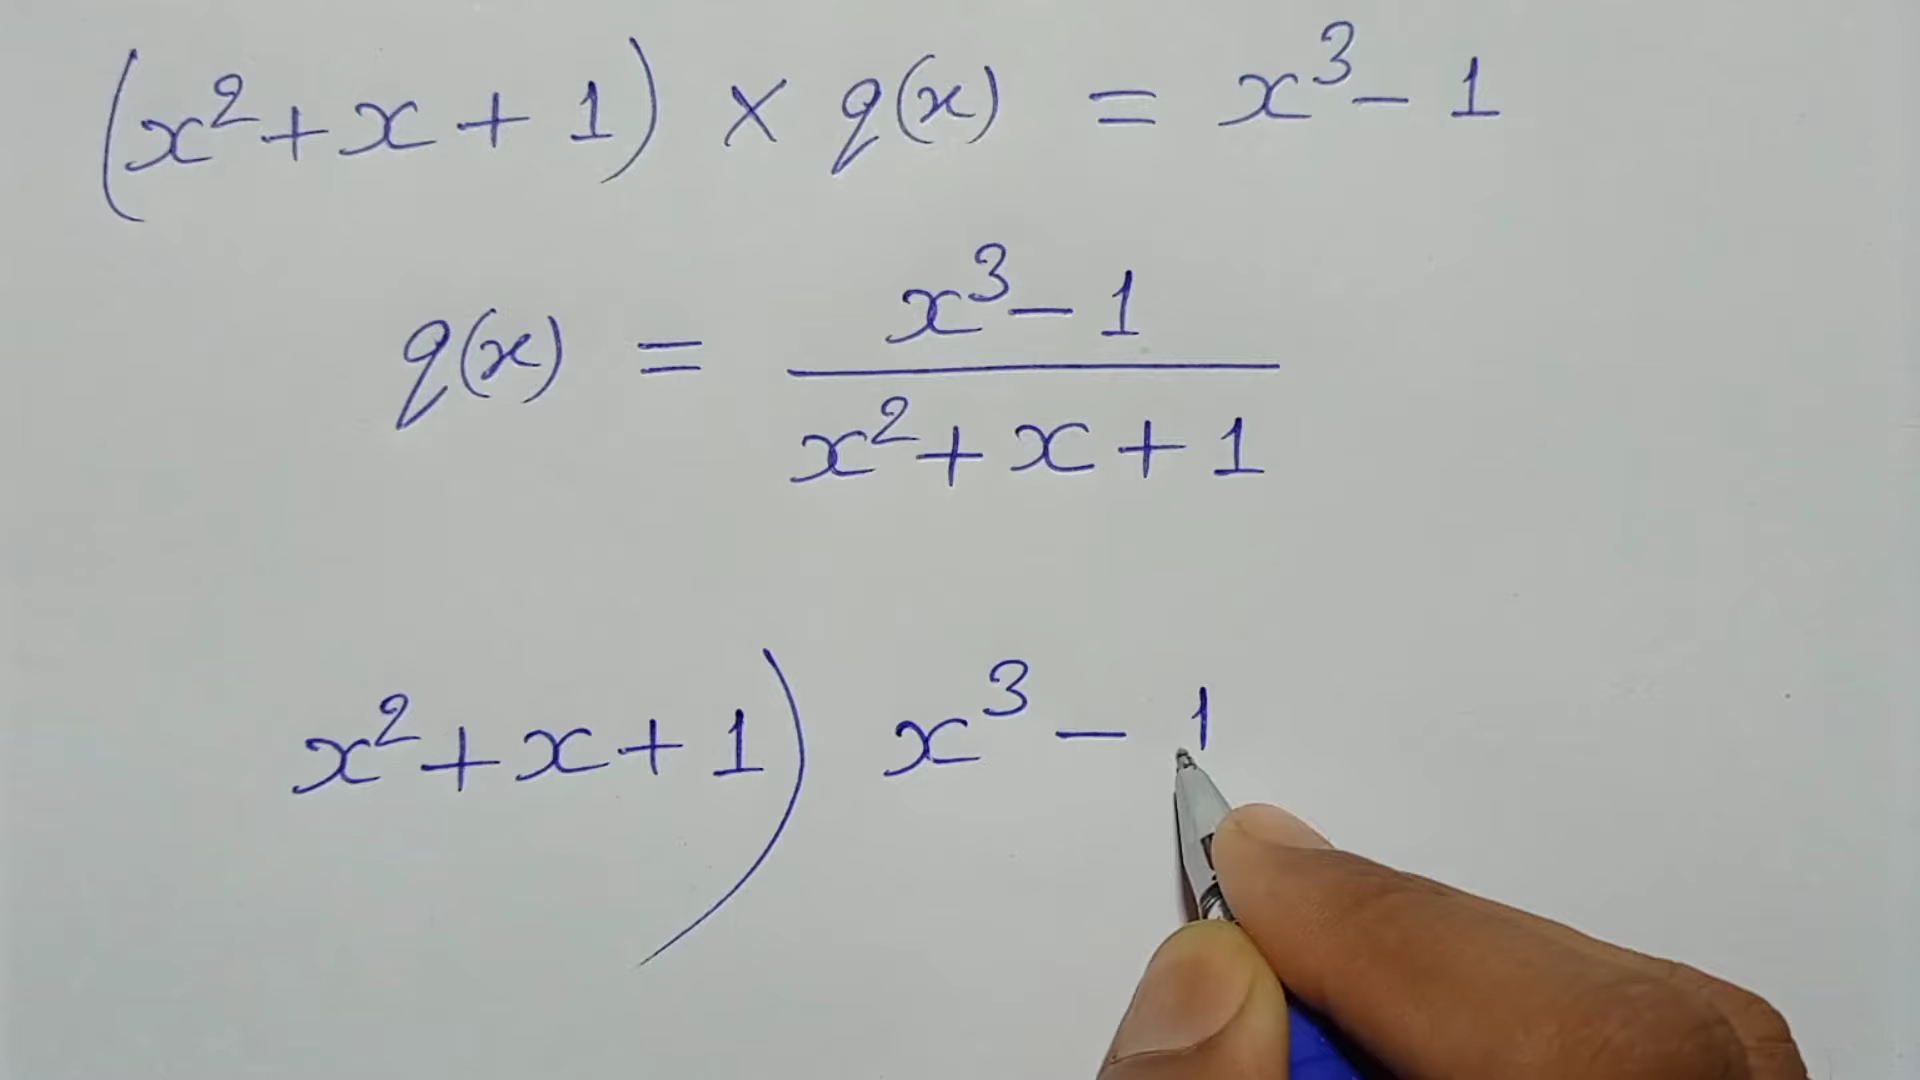 (x² + x + 1) × q(x) = x³ - 1
q(x) = x³ - 1 / x² + x + 1
x² + x + 1) x³ - 1